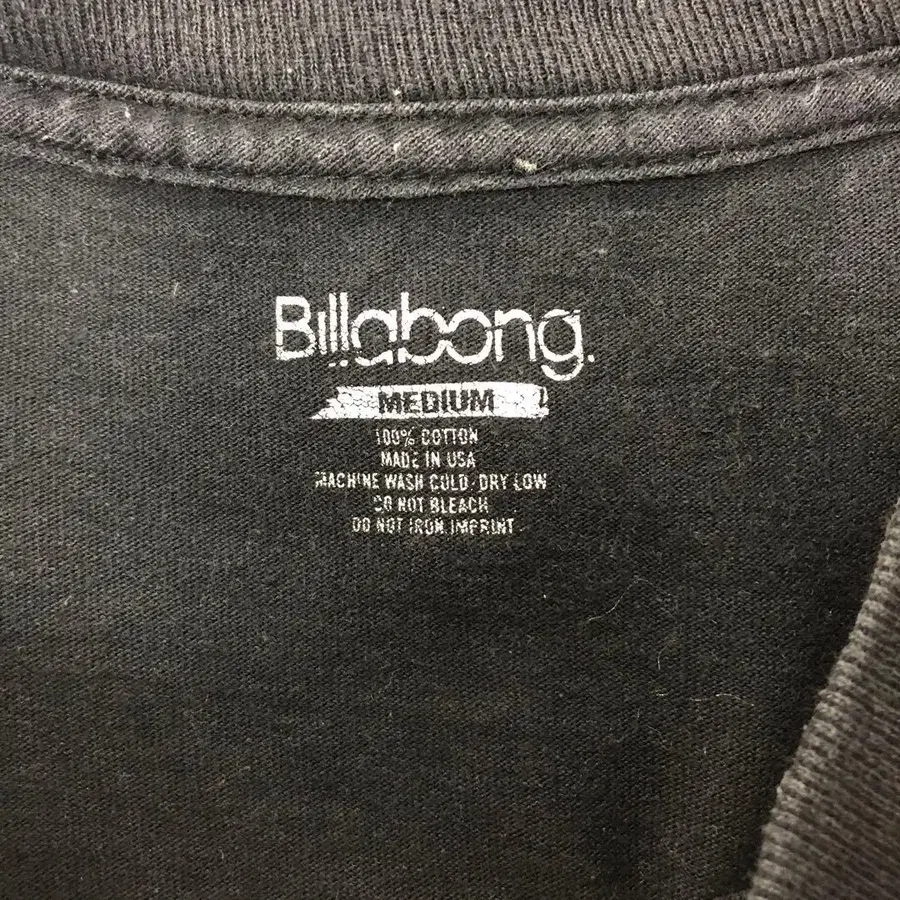 Billabong.
MEDIUM
100% COTTON
MADE IN USA
MACHINE WASH COLD. DRY LOW
DO NOT BLEACH
DO NOT IRON IMPRINT